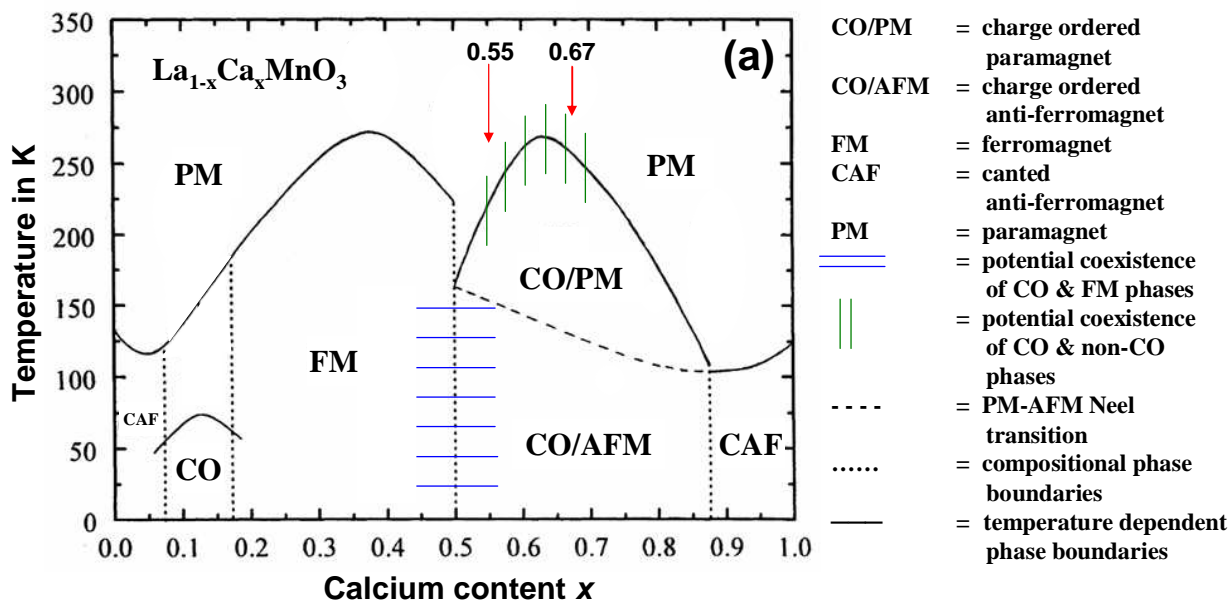 0.55 0.67
(a)
La1-xCaxMnO3
350
300
250
200
150
100
75
50
25
0
Temperature in K
PM
PM
CO/PM
FM
CAF
CO
CO/AFM
CAF
0.0 0.1 0.2 0.3 0.4 0.5 0.6 0.7 0.8 0.9 1.0
Calcium content x
CO/PM = charge ordered
paramagnet
CO/AFM = charge ordered
anti-ferromagnet
FM = ferromagnet
CAF = canted
anti-ferromagnet
PM = paramagnet
= potential coexistence
of CO & FM phases
= potential coexistence
of CO & non-CO
phases
= PM-AFM Neel
transition
= compositional phase
boundaries
= temperature dependent
phase boundaries